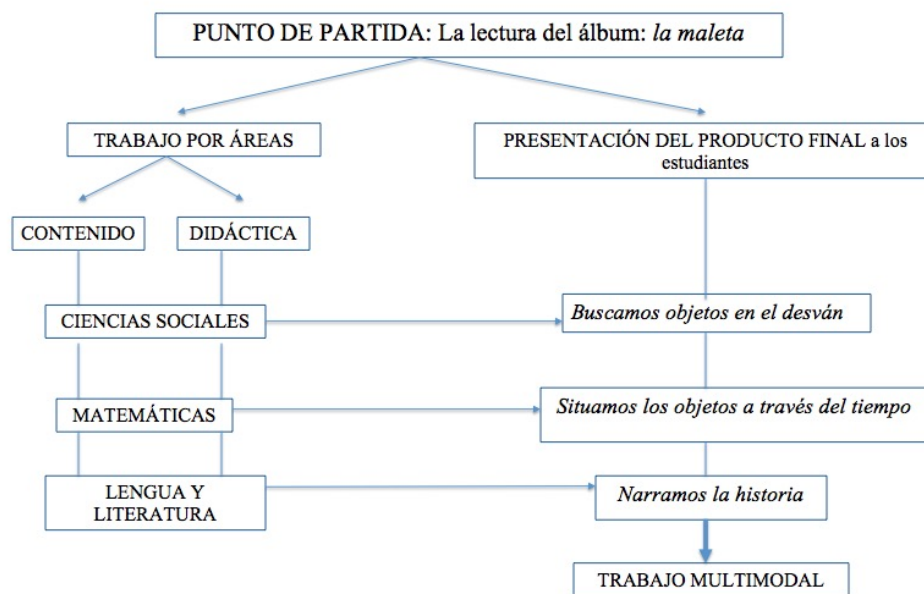 PUNTO DE PARTIDA: La lectura del álbum: la maleta
TRABAJO POR ÁREAS
PRESENTACIÓN DEL PRODUCTO FINAL a los
estudiantes
CONTENIDO
DIDÁCTICA
CIENCIAS SOCIALES
Buscamos objetos en el desván
MATEMÁTICAS
Situamos los objetos a través del tiempo
LENGUA Y
LITERATURA
Narramos la historia
TRABAJO MULTIMODAL